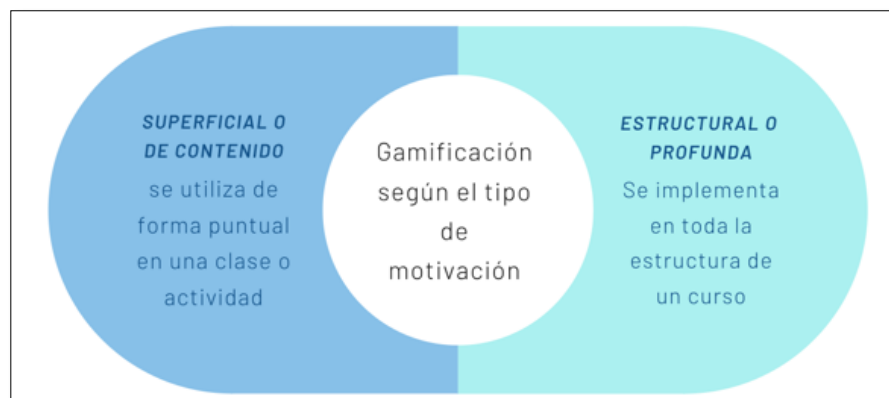 SUPERFICIAL O
DE CONTENIDO
se utiliza de
forma puntual
en una clase o
actividad
Gamificación
según el tipo
de
motivación
ESTRUCTURAL O
PROFUNDA
Se implementa
en toda la
estructura de
un curso